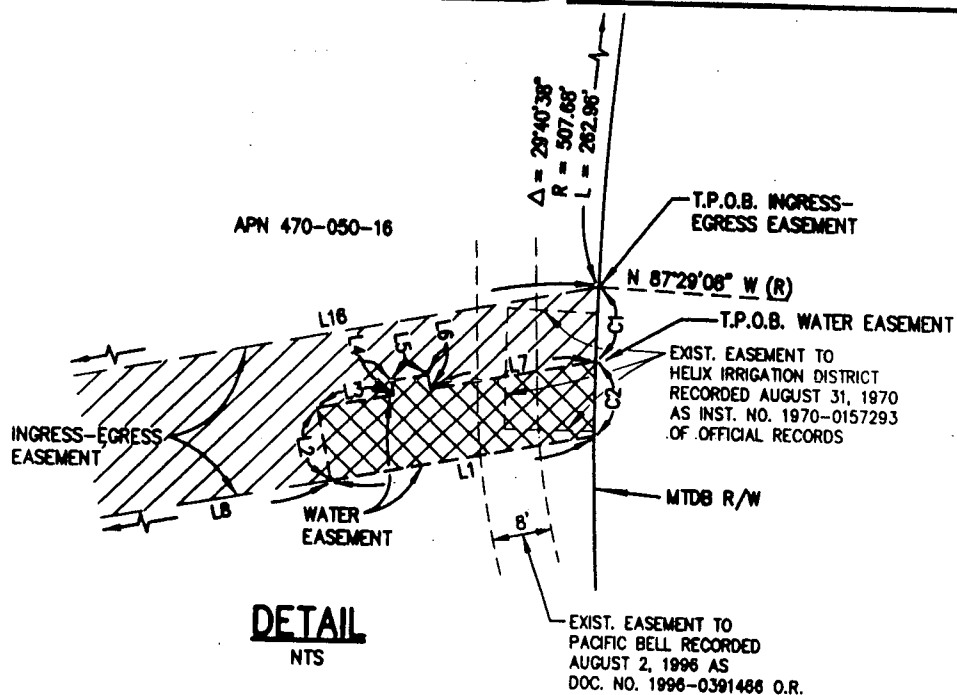 Δ = 29°40'38"
R = 507.68'
L = 262.96'
APN 470-050-16
T.P.O.B. INGRESS-
EGRESS EASEMENT
N 87°29'08" W (R)
L16
C1
T.P.O.B. WATER EASEMENT
L4
L5
L6
L7
L3
EXIST. EASEMENT TO
HELIX IRRIGATION DISTRICT
RECORDED AUGUST 31, 1970
AS INST. NO. 1970-0157293
OF OFFICIAL RECORDS
C2
INGRESS-EGRESS
EASEMENT
L2
L1
L8
WATER
EASEMENT
MTDB R/W
8'
DETAIL
NTS
EXIST. EASEMENT TO
PACIFIC BELL RECORDED
AUGUST 2, 1996 AS
DOC. NO. 1996-0391466 O.R.